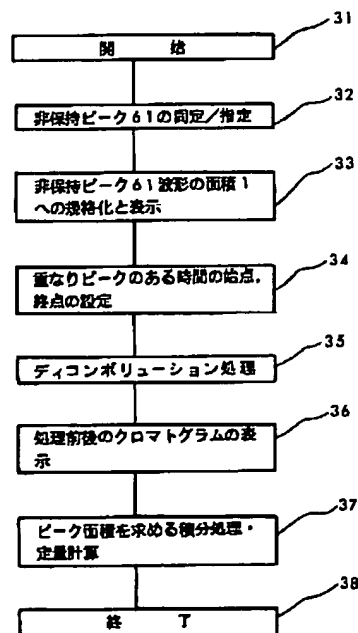 31
開 始
32
非保持ピーク61の同定／指定
33
非保持ピーク61波形の面積1
への規格化と表示
34
重なりピークのある時間の始点,
終点の設定
35
ディコンボリューション処理
36
処理前後のクロマトグラムの表
示
37
ピーク面積を求める積分処理・
定量計算
38
終 了